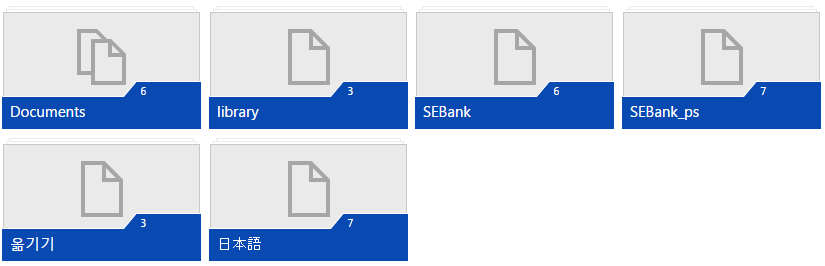 6
Documents
3
library
6
SEBank
7
SEBank_ps
3
옮기기
7
日本語